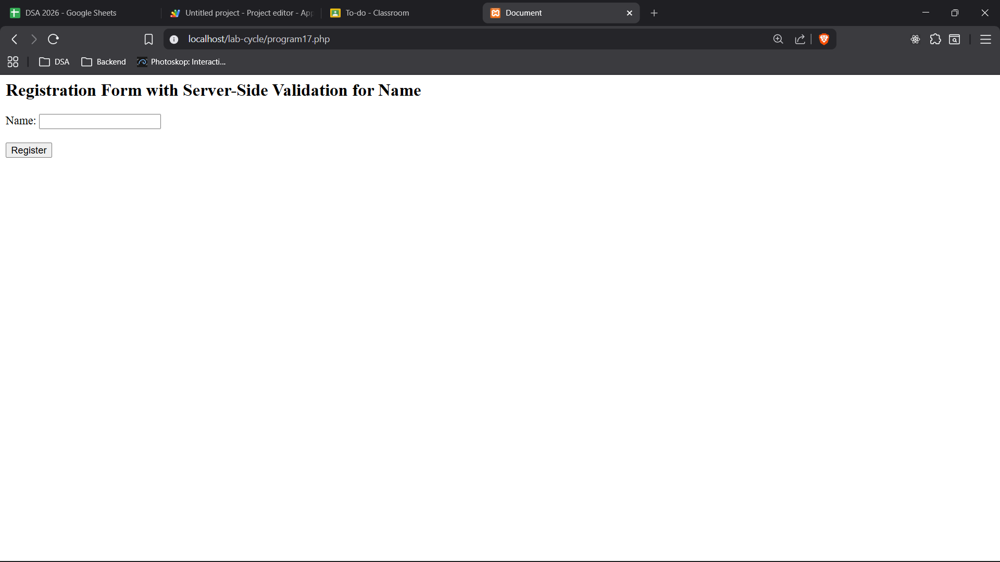 DSA 2026 - Google Sheets
Untitled project - Project editor - App
To-do - Classroom
Document
localhost/lab-cycle/program17.php
DSA
Backend
Photoskop: Interacti...
Registration Form with Server-Side Validation for Name
Name:
Register